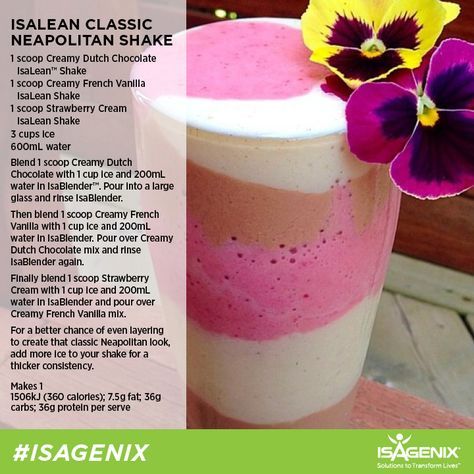 ISALEAN CLASSIC
NEAPOLITAN SHAKE
1 scoop Creamy Dutch Chocolate
IsaLean™ Shake
1 scoop Creamy French Vanilla
IsaLean Shake
1 scoop Strawberry Cream
IsaLean Shake
3 cups Ice
600mL water
Blend 1 scoop Creamy Dutch
Chocolate with 1 cup ice and 200mL
water in IsaBlender™. Pour into a large
glass and rinse IsaBlender.
Then blend 1 scoop Creamy French
Vanilla with 1 cup ice and 200mL
water in IsaBlender. Pour over Creamy
Dutch Chocolate mix and rinse
IsaBlender again.
Finally blend 1 scoop Strawberry
Cream with 1 cup ice and 200mL
water in IsaBlender and pour over
Creamy French Vanilla mix.
For a better chance of even layering
to create that classic Neapolitan look,
add more ice to your shake for a
thicker consistency.
Makes 1
1506kJ (360 calories); 7.5g fat; 36g
carbs; 36g protein per serve
#ISAGENIX
ISAGENIX
Solutions to Transform Lives™